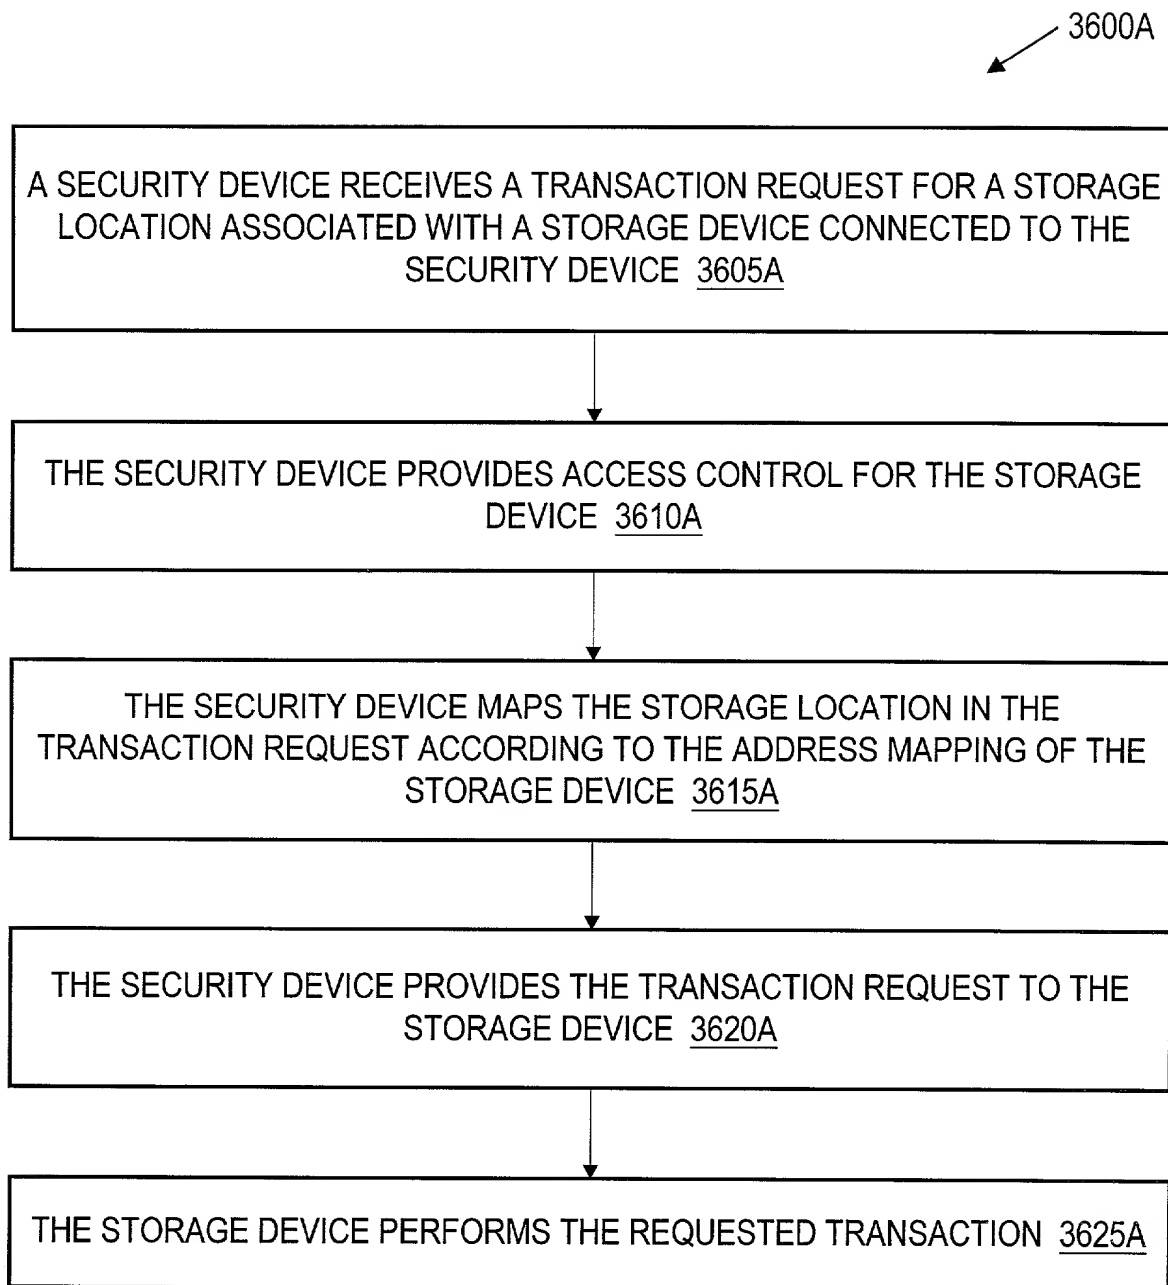 3600A
A SECURITY DEVICE RECEIVES A TRANSACTION REQUEST FOR A STORAGE
LOCATION ASSOCIATED WITH A STORAGE DEVICE CONNECTED TO THE
SECURITY DEVICE 3605A
THE SECURITY DEVICE PROVIDES ACCESS CONTROL FOR THE STORAGE
DEVICE 3610A
THE SECURITY DEVICE MAPS THE STORAGE LOCATION IN THE
TRANSACTION REQUEST ACCORDING TO THE ADDRESS MAPPING OF THE
STORAGE DEVICE 3615A
THE SECURITY DEVICE PROVIDES THE TRANSACTION REQUEST TO THE
STORAGE DEVICE 3620A
THE STORAGE DEVICE PERFORMS THE REQUESTED TRANSACTION 3625A